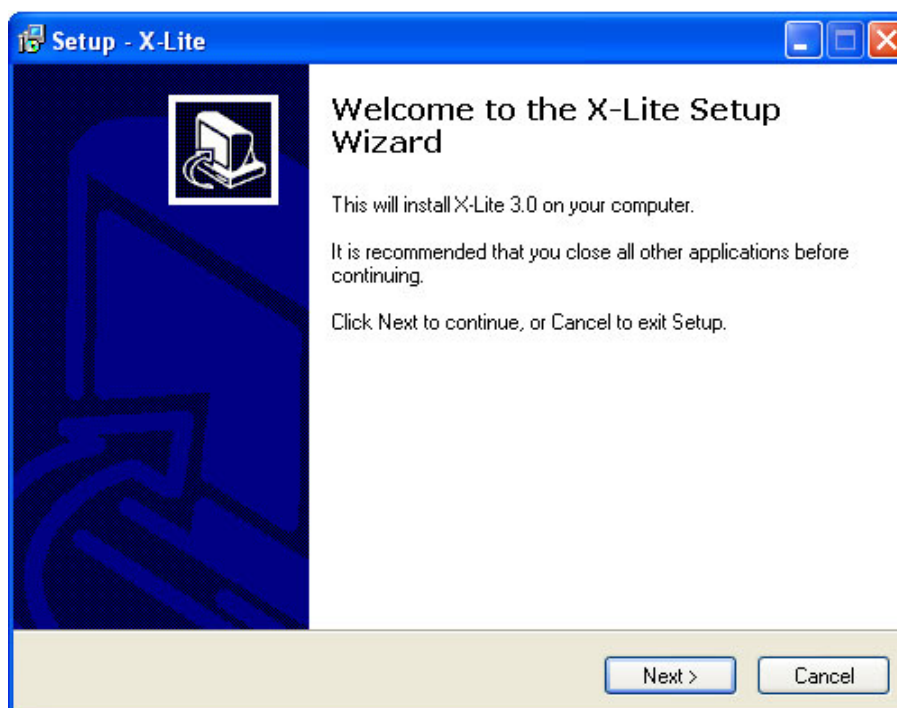 Setup - X-Lite
Welcome to the X-Lite Setup
Wizard
This will install X-Lite 3.0 on your computer.
It is recommended that you close all other applications before
continuing.
Click Next to continue, or Cancel to exit Setup.
Next >
Cancel